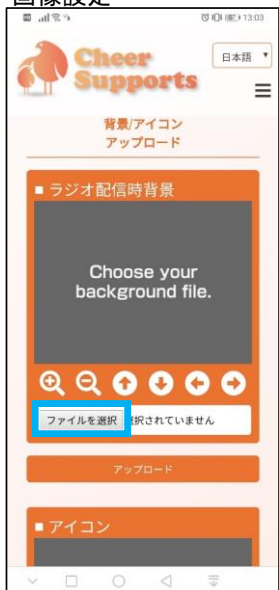 画像設定
13:03
Cheer
Supports
日本語
背景/アイコン
アップロード
ラジオ配信時背景
Choose your
background file.
ファイルを選択 選択されていません
アップロード
アイコン